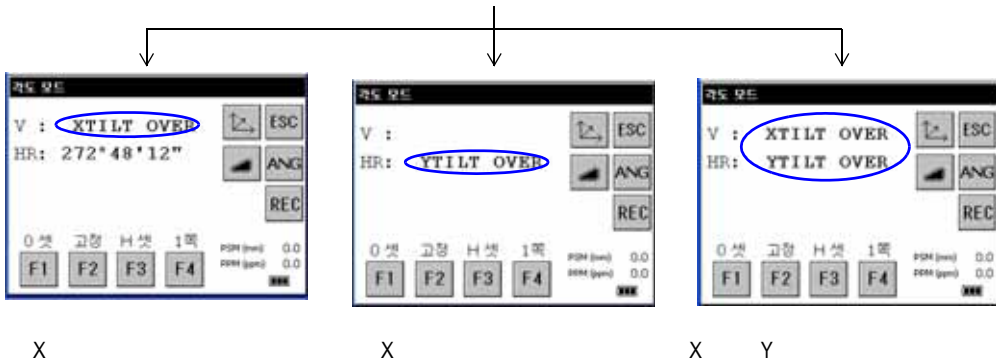 각도 모드
V : XTILT OVER
HR: 272°48'12"
ESC
ANG
REC
0 셋 고정 H 셋 1쪽
F1 F2 F3 F4
PSM (mm) 0.0
PPM (ppm) 0.0
각도 모드
V :
HR: YTILT OVER
ESC
ANG
REC
0 셋 고정 H 셋 1쪽
F1 F2 F3 F4
PSM (mm) 0.0
PPM (ppm) 0.0
각도 모드
V : XTILT OVER
HR: YTILT OVER
ESC
ANG
REC
0 셋 고정 H 셋 1쪽
F1 F2 F3 F4
PSM (mm) 0.0
PPM (ppm) 0.0
X
X
X Y